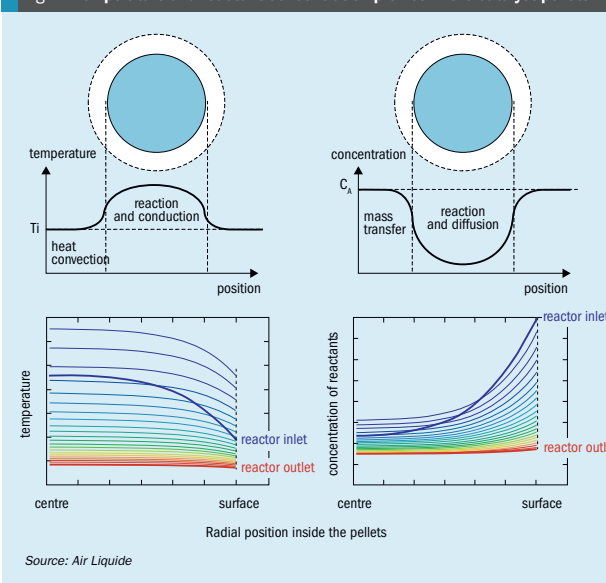 temperature
Ti
heat
convection
reaction
and conduction
position
concentration
CA
mass
transfer
reaction
and diffusion
position
temperature
reactor inlet
reactor outlet
centre
surface
concentration of reactants
reactor inlet
reactor
centre
surface
Radial position inside the pellets
Source: Air Liquide